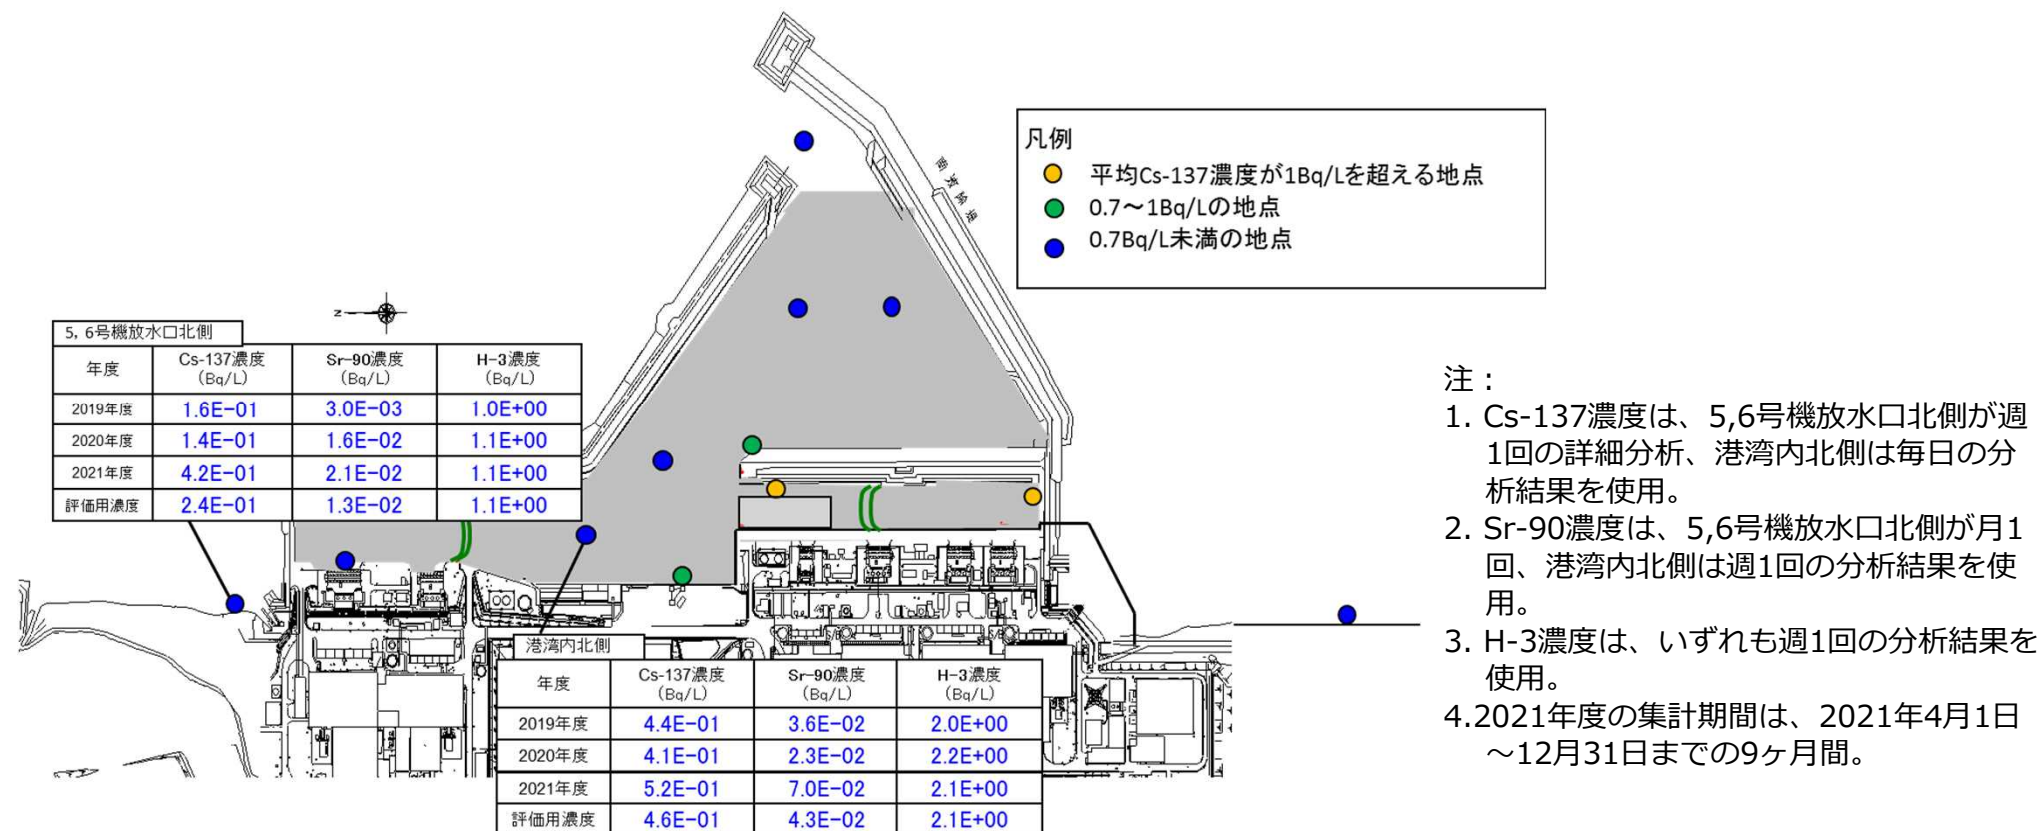 南防波堤
凡例
平均Cs-137濃度が1Bq/Lを超える地点
0.7～1Bq/Lの地点
0.7Bq/L未満の地点
z
5, 6号機放水口北側
年度 Cs-137濃度 (Bq/L) Sr-90濃度 (Bq/L) H-3濃度 (Bq/L)
2019年度 1.6E-01 3.0E-03 1.0E+00
2020年度 1.4E-01 1.6E-02 1.1E+00
2021年度 4.2E-01 2.1E-02 1.1E+00
評価用濃度 2.4E-01 1.3E-02 1.1E+00
港湾内北側
年度 Cs-137濃度 (Bq/L) Sr-90濃度 (Bq/L) H-3濃度 (Bq/L)
2019年度 4.4E-01 3.6E-02 2.0E+00
2020年度 4.1E-01 2.3E-02 2.2E+00
2021年度 5.2E-01 7.0E-02 2.1E+00
評価用濃度 4.6E-01 4.3E-02 2.1E+00
S/B
S/B
注：
1. Cs-137濃度は、5,6号機放水口北側が週
1回の詳細分析、港湾内北側は毎日の分
析結果を使用。
2. Sr-90濃度は、5,6号機放水口北側が月1
回、港湾内北側は週1回の分析結果を使
用。
3. H-3濃度は、いずれも週1回の分析結果を
使用。
4.2021年度の集計期間は、2021年4月1日
～12月31日までの9ヶ月間。